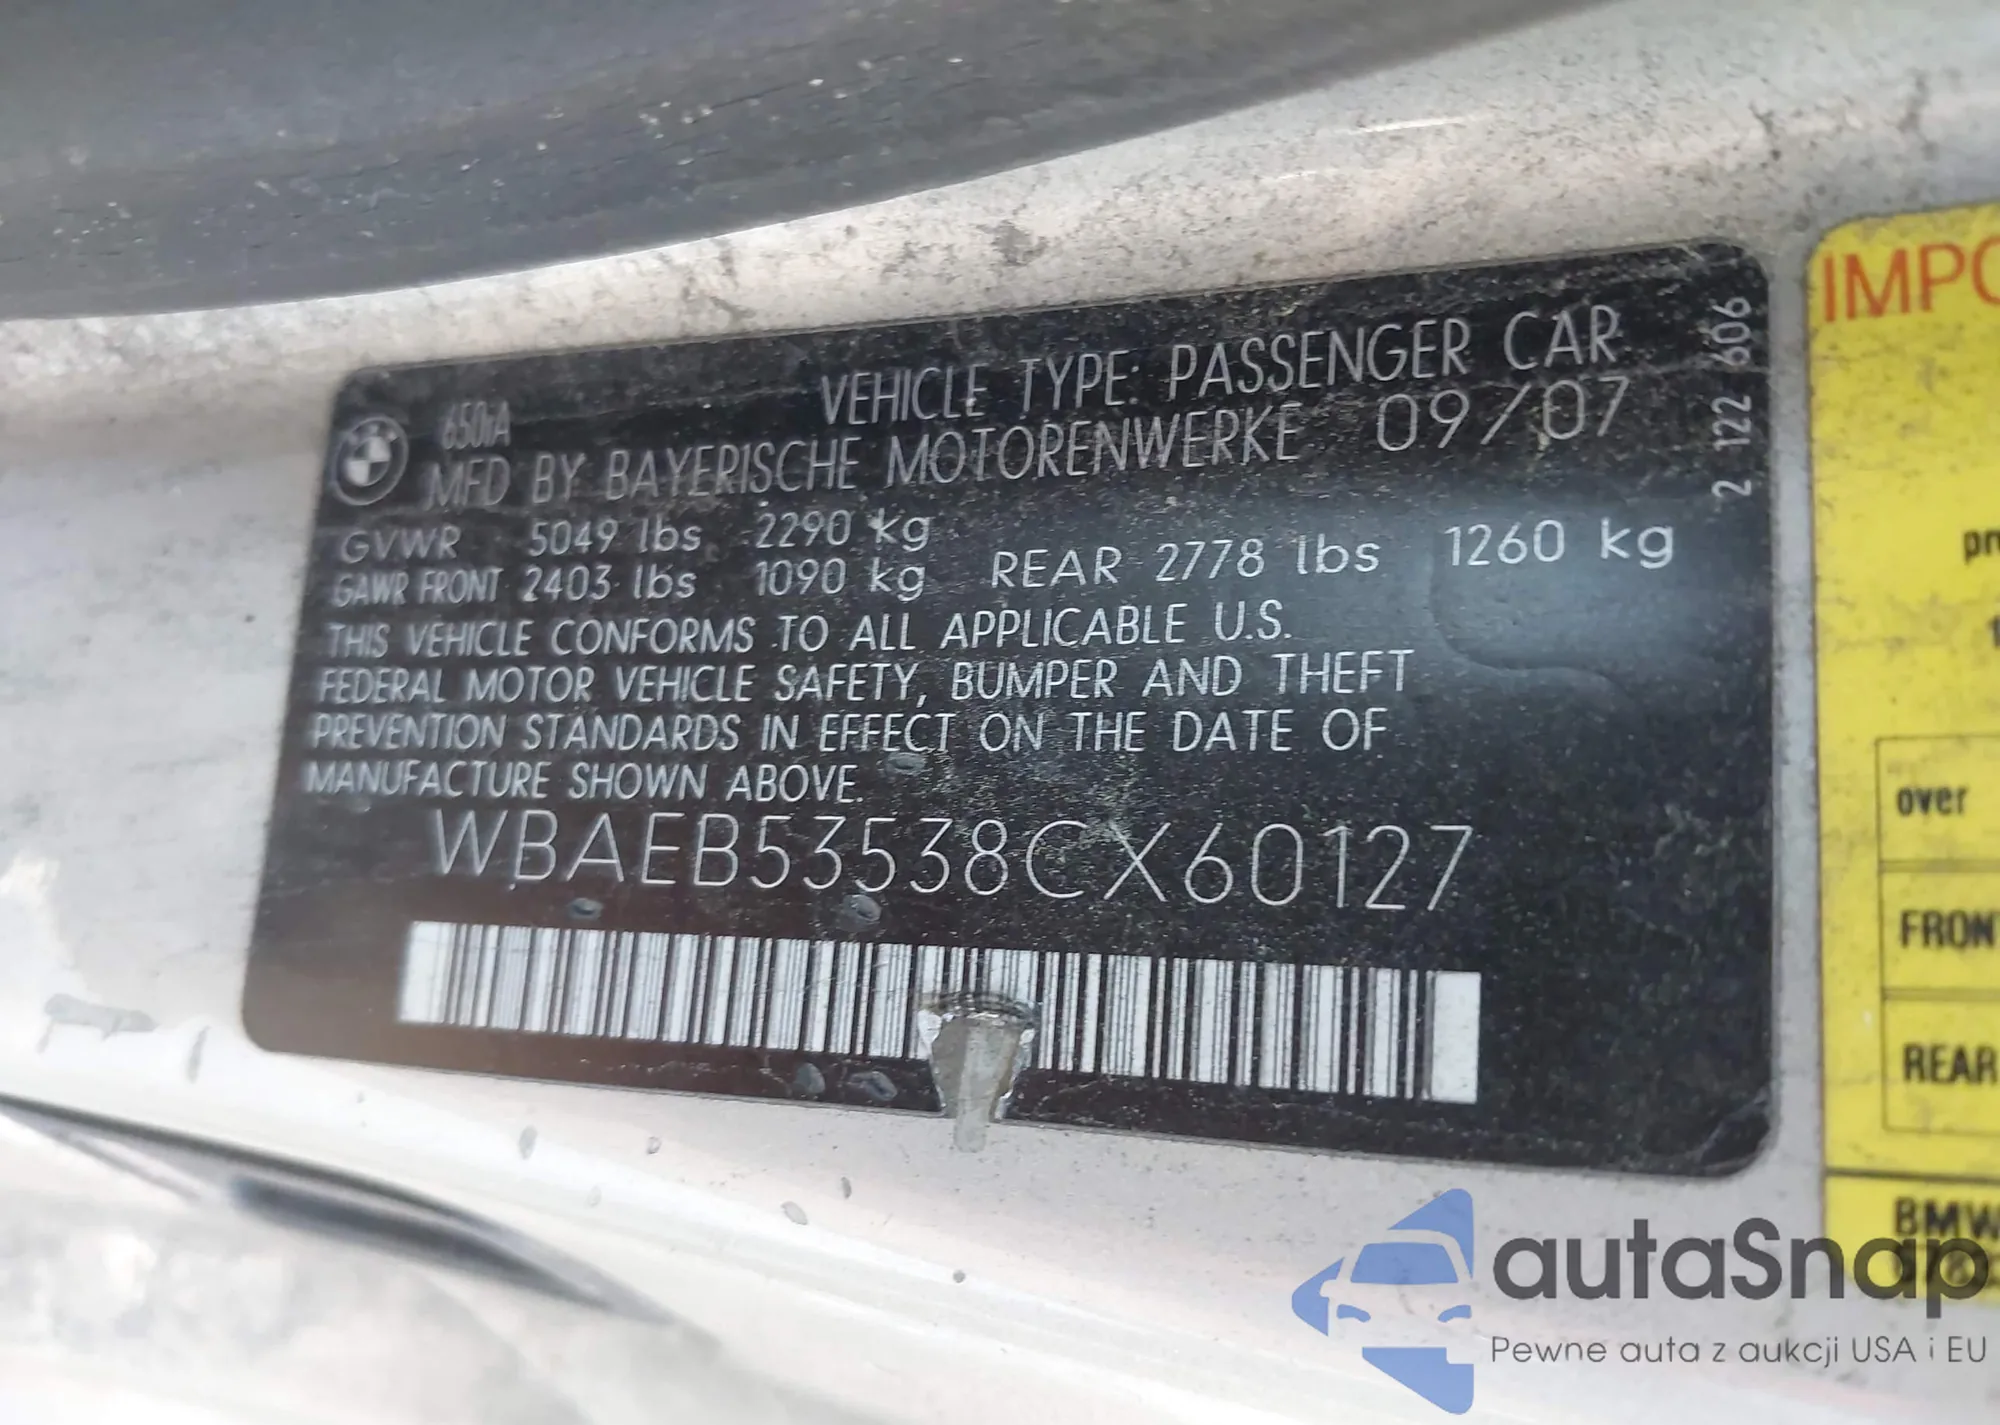 650iA
VEHICLE TYPE: PASSENGER CAR
MFD BY BAYERISCHE MOTORENWERKE 09/07
GVWR 5049 lbs 2290 kg
GAWR FRONT 2403 lbs 1090 kg REAR 2778 lbs 1260 kg
THIS VEHICLE CONFORMS TO ALL APPLICABLE U.S.
FEDERAL MOTOR VEHICLE SAFETY, BUMPER AND THEFT
PREVENTION STANDARDS IN EFFECT ON THE DATE OF
MANUFACTURE SHOWN ABOVE.
WBAEB53538CX60127
2 122 606
IMPO
pr
over
FRONT
REAR
BMW
autaSnap
Pewne auta z aukcji USA i EU